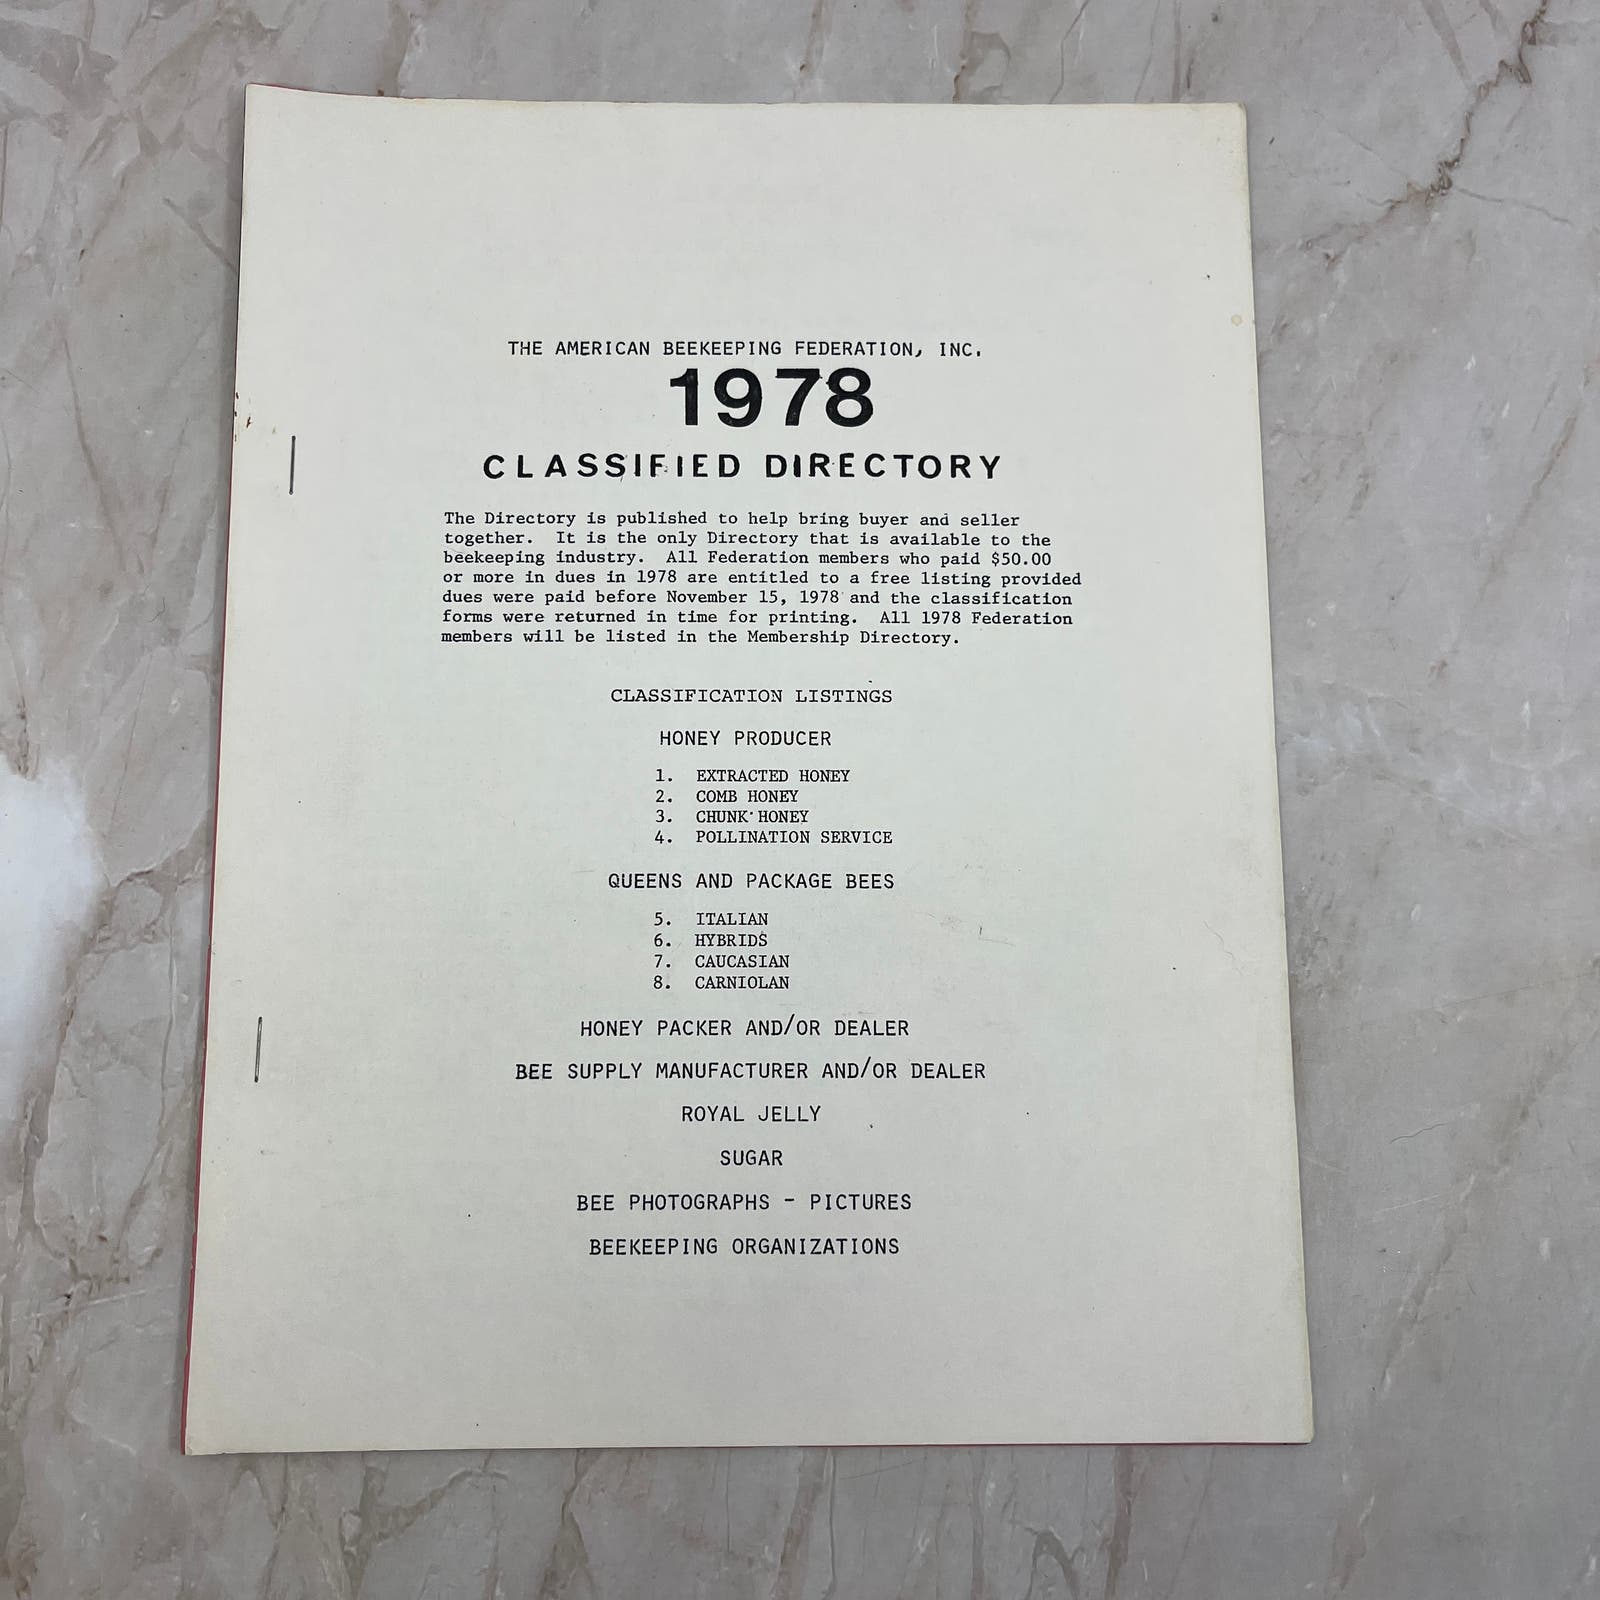 THE AMERICAN BEEKEEPING FEDERATION, INC.
1978
CLASSIFIED DIRECTORY
The Directory is published to help bring buyer and seller
together. It is the only Directory that is available to the
beekeeping industry. All Federation members who paid $50.00
or more in dues in 1978 are entitled to a free listing provided
dues were paid before November 15, 1978 and the classification
forms were returned in time for printing. All 1978 Federation
members will be listed in the Membership Directory.
CLASSIFICATION LISTINGS
HONEY PRODUCER
1. EXTRACTED HONEY
2. COMB HONEY
3. CHUNK HONEY
4. POLLINATION SERVICE
QUEENS AND PACKAGE BEES
5. ITALIAN
6. HYBRIDS
7. CAUCASIAN
8. CARNIOLAN
HONEY PACKER AND/OR DEALER
BEE SUPPLY MANUFACTURER AND/OR DEALER
ROYAL JELLY
SUGAR
BEE PHOTOGRAPHS - PICTURES
BEEKEEPING ORGANIZATIONS